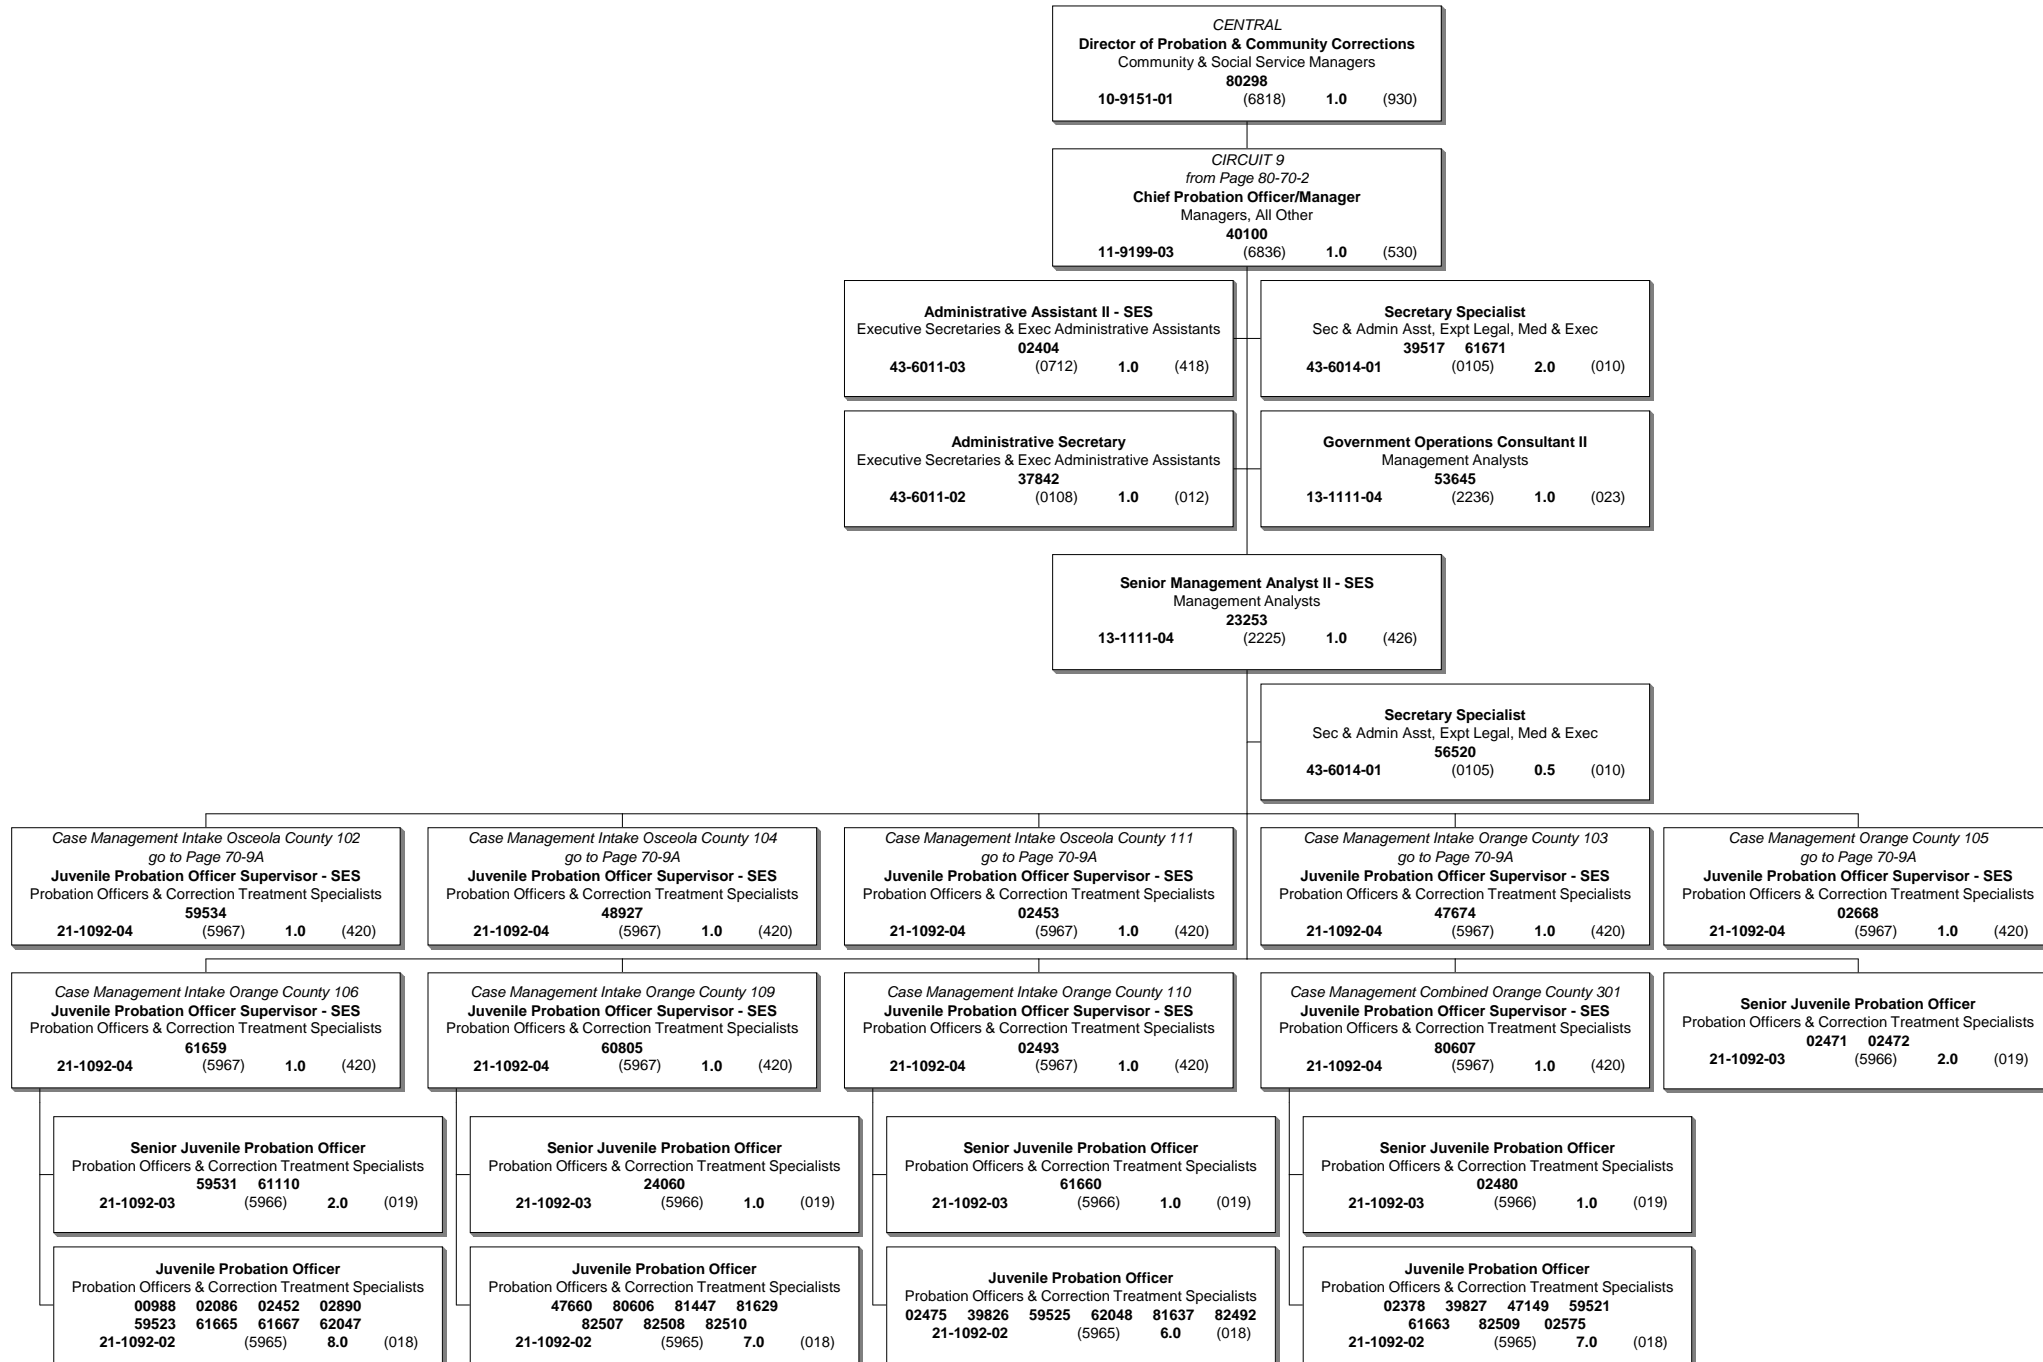 CENTRAL
Director of Probation & Community Corrections
Community & Social Service Managers
80298
10-9151-01 (6818) 1.0 (930)
CIRCUIT 9
from Page 80-70-2
Chief Probation Officer/Manager
Managers, All Other
40100
11-9199-03 (6836) 1.0 (530)
Administrative Assistant II - SES
Executive Secretaries & Exec Administrative Assistants
02404
43-6011-03 (0712) 1.0 (418)
Secretary Specialist
Sec & Admin Asst, Expt Legal, Med & Exec
39517 61671
43-6014-01 (0105) 2.0 (010)
Administrative Secretary
Executive Secretaries & Exec Administrative Assistants
37842
43-6011-02 (0108) 1.0 (012)
Government Operations Consultant II
Management Analysts
53645
13-1111-04 (2236) 1.0 (023)
Senior Management Analyst II - SES
Management Analysts
23253
13-1111-04 (2225) 1.0 (426)
Secretary Specialist
Sec & Admin Asst, Expt Legal, Med & Exec
56520
43-6014-01 (0105) 0.5 (010)
Case Management Intake Osceola County 102
go to Page 70-9A
Juvenile Probation Officer Supervisor - SES
Probation Officers & Correction Treatment Specialists
59534
21-1092-04 (5967) 1.0 (420)
Case Management Intake Osceola County 104
go to Page 70-9A
Juvenile Probation Officer Supervisor - SES
Probation Officers & Correction Treatment Specialists
48927
21-1092-04 (5967) 1.0 (420)
Case Management Intake Osceola County 111
go to Page 70-9A
Juvenile Probation Officer Supervisor - SES
Probation Officers & Correction Treatment Specialists
02453
21-1092-04 (5967) 1.0 (420)
Case Management Intake Orange County 103
go to Page 70-9A
Juvenile Probation Officer Supervisor - SES
Probation Officers & Correction Treatment Specialists
47674
21-1092-04 (5967) 1.0 (420)
Case Management Orange County 105
go to Page 70-9A
Juvenile Probation Officer Supervisor - SES
Probation Officers & Correction Treatment Specialists
02668
21-1092-04 (5967) 1.0 (420)
Case Management Intake Orange County 106
Juvenile Probation Officer Supervisor - SES
Probation Officers & Correction Treatment Specialists
61659
21-1092-04 (5967) 1.0 (420)
Case Management Intake Orange County 109
Juvenile Probation Officer Supervisor - SES
Probation Officers & Correction Treatment Specialists
60805
21-1092-04 (5967) 1.0 (420)
Case Management Intake Orange County 110
Juvenile Probation Officer Supervisor - SES
Probation Officers & Correction Treatment Specialists
02493
21-1092-04 (5967) 1.0 (420)
Case Management Combined Orange County 301
Juvenile Probation Officer Supervisor - SES
Probation Officers & Correction Treatment Specialists
80607
21-1092-04 (5967) 1.0 (420)
Senior Juvenile Probation Officer
Probation Officers & Correction Treatment Specialists
02471 02472
21-1092-03 (5966) 2.0 (019)
Senior Juvenile Probation Officer
Probation Officers & Correction Treatment Specialists
59531 61110
21-1092-03 (5966) 2.0 (019)
Senior Juvenile Probation Officer
Probation Officers & Correction Treatment Specialists
24060
21-1092-03 (5966) 1.0 (019)
Senior Juvenile Probation Officer
Probation Officers & Correction Treatment Specialists
61660
21-1092-03 (5966) 1.0 (019)
Senior Juvenile Probation Officer
Probation Officers & Correction Treatment Specialists
02480
21-1092-03 (5966) 1.0 (019)
Juvenile Probation Officer
Probation Officers & Correction Treatment Specialists
00988 02086 02452 02890
59523 61665 61667 62047
21-1092-02 (5965) 8.0 (018)
Juvenile Probation Officer
Probation Officers & Correction Treatment Specialists
47660 80606 81447 81629
82507 82508 82510
21-1092-02 (5965) 7.0 (018)
Juvenile Probation Officer
Probation Officers & Correction Treatment Specialists
02475 39826 59525 62048 81637 82492
21-1092-02 (5965) 6.0 (018)
Juvenile Probation Officer
Probation Officers & Correction Treatment Specialists
02378 39827 47149 59521
61663 82509 02575
21-1092-02 (5965) 7.0 (018)